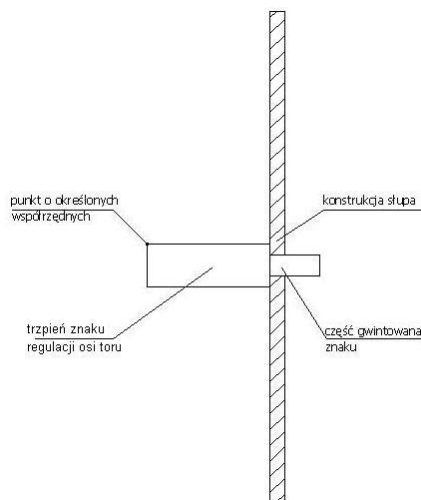 punkt o określonych
współrzędnych
konstrukcja słupa
trzpień znaku
regulacji osi toru
część gwintowana
znaku